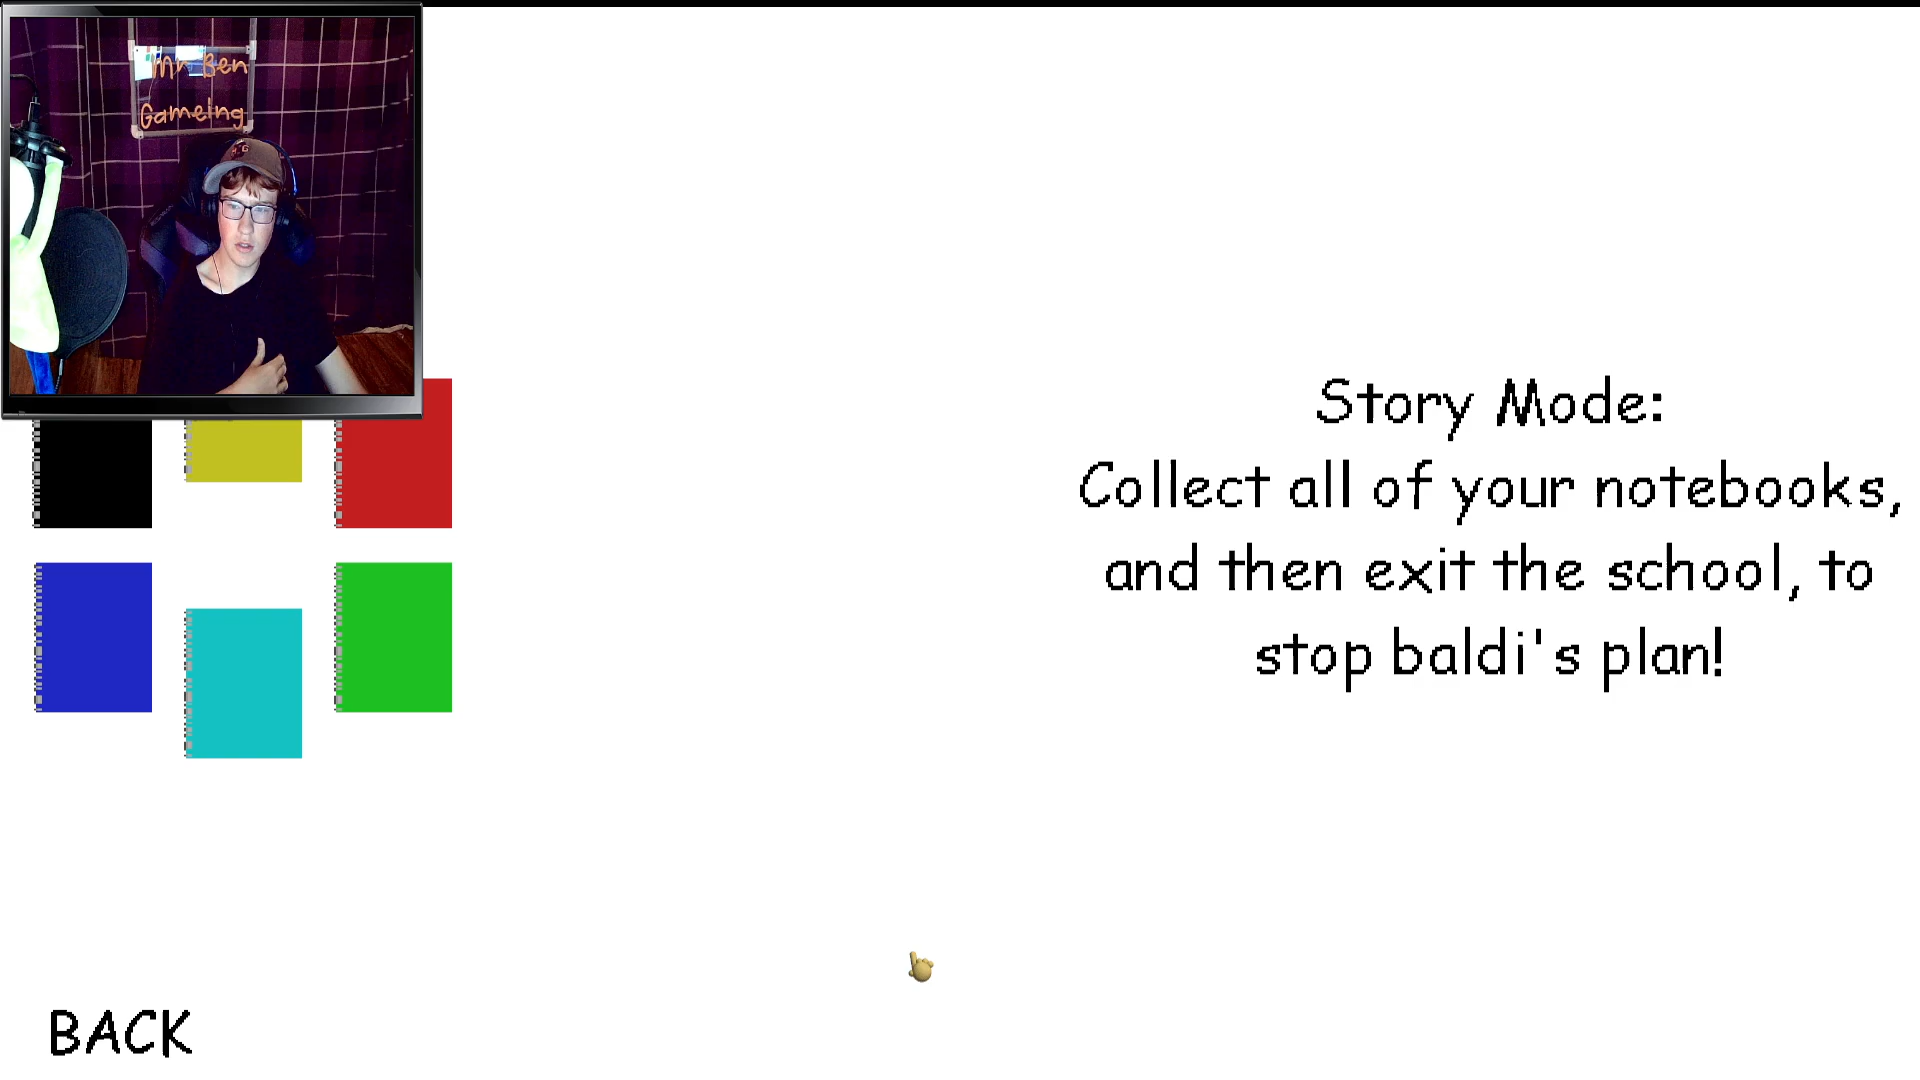 Mr Ben
Gameing
Story Mode:
Collect all of your notebooks,
and then exit the school, to
stop baldi's plan!
BACK